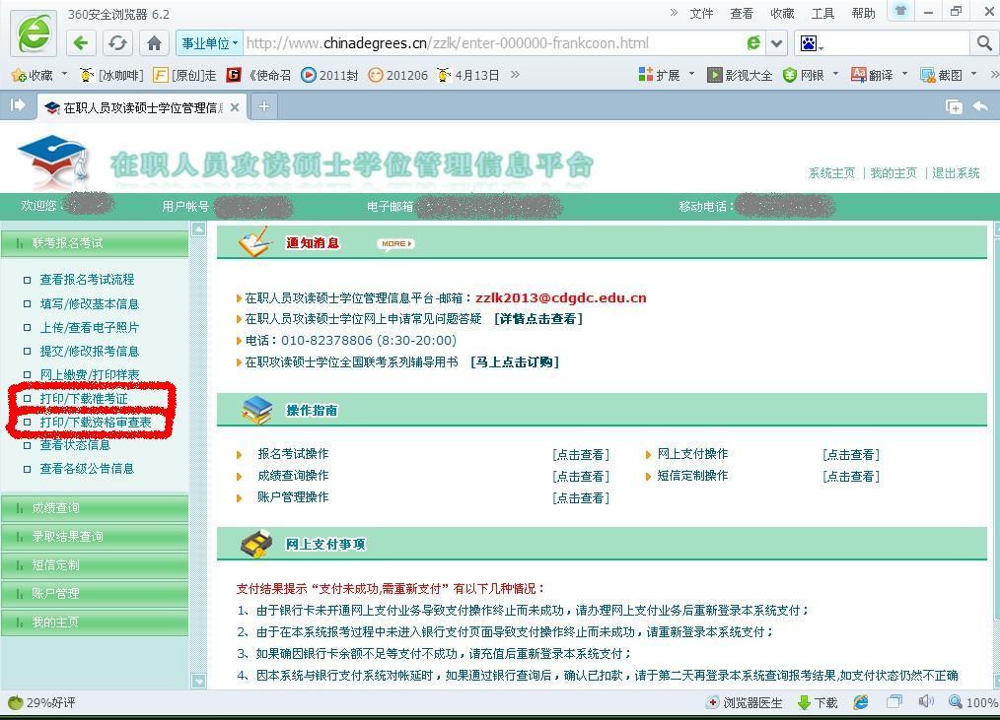 360安全浏览器 6.2
» 文件 查看 收藏 工具 帮助
事业单位 http://www.chinadegrees.cn/zzlk/enter-000000-frankcoon.html
收藏 [冰咖啡] [原创]走 《使命召 2011封 201206 4月13日 »
扩展 影视大全 网银 翻译 截图 »
在职人员攻读硕士学位管理信息
在职人员攻读硕士学位管理信息平台
系统主页 | 我的主页 | 退出系统
欢迎您: 用户帐号 电子邮箱 移动电话:
联考报名考试
查看报名考试流程
填写/修改基本信息
上传/查看电子照片
提交/修改报考信息
网上缴费/打印样表
打印/下载准考证
打印/下载资格审查表
查看状态信息
查看各级公告信息
成绩查询
录取结果查询
短信定制
账户管理
我的主页
通知消息 MORE
在职人员攻读硕士学位管理信息平台-邮箱：zzlk2013@cdgdc.edu.cn
在职人员攻读硕士学位网上申请常见问题答疑 [详情点击查看]
电话：010-82378806 (8:30-20:00)
在职攻读硕士学位全国联考系列辅导用书 [马上点击订购]
操作指南
报名考试操作 [点击查看] 网上支付操作 [点击查看]
成绩查询操作 [点击查看] 短信定制操作 [点击查看]
账户管理操作 [点击查看]
网上支付事项
支付结果提示“支付未成功,需重新支付”有以下几种情况：
1、由于银行卡未开通网上支付业务导致支付操作终止而未成功，请办理网上支付业务后重新登录本系统支付；
2、由于在本系统报考过程中未进入银行支付页面导致支付操作终止而未成功，请重新登录本系统支付；
3、如果确因银行卡余额不足等支付不成功，请充值后重新登录本系统支付；
4、因本系统与银行支付系统对帐延时，如果通过银行查询后，确认已扣款，请于第二天再登录本系统查询报考结果,如支付状态仍然不正确
29%好评 浏览器医生 下载 100%